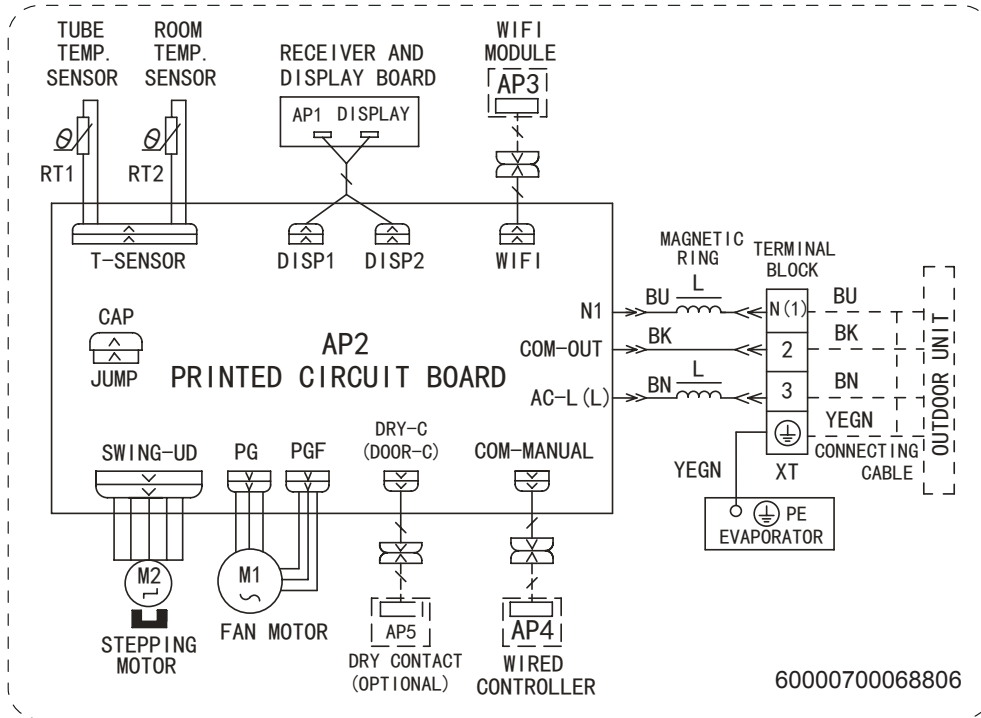 TUBE
TEMP.
SENSOR
ROOM
TEMP.
SENSOR
RECEIVER AND
DISPLAY BOARD
WIFI
MODULE
AP1 DISPLAY
AP3
θ
RT1
θ
RT2
T-SENSOR
DISP1
DISP2
WIFI
MAGNETIC
RING
TERMINAL
BLOCK
CAP
JUMP
AP2
PRINTED CIRCUIT BOARD
N1
BU
L
N(1)
BU
COM-OUT
BK
2
BK
AC-L(L)
BN
L
3
BN
YEGN
OUTDOOR UNIT
CONNECTING
CABLE
XT
YEGN
PE
EVAPORATOR
SWING-UD
PG
PGF
DRY-C
(DOOR-C)
COM-MANUAL
M2
STEPPING
MOTOR
M1
FAN MOTOR
AP5
DRY CONTACT
(OPTIONAL)
AP4
WIRED
CONTROLLER
60000700068806